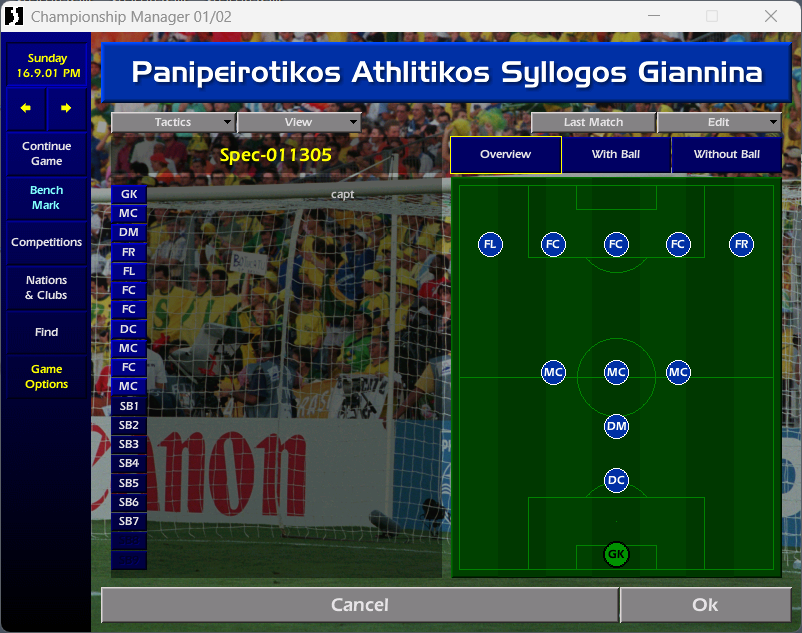 Championship Manager 01/02
Sunday
16.9.01 PM
Continue
Game
Bench
Mark
Competitions
Nations
& Clubs
Find
Game
Options
Panipeirotikos Athlitikos Syllogos Giannina
Tactics
View
Last Match
Edit
Spec-011305
Overview
With Ball
Without Ball
GK
capt
MC
DM
FR
FL
FC
FC
DC
MC
FC
MC
SB1
SB2
SB3
SB4
SB5
SB6
SB7
FL
FC
FC
FC
FR
MC
MC
MC
DM
DC
GK
Canon
Cancel
Ok